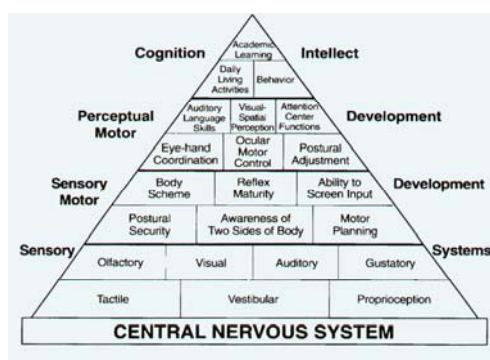 Cognition
Intellect
Academic
Learning
Daily
Living
Activities
Behavior
Perceptual
Motor
Development
Auditory
Language
Skills
Visual-
Spatial
Perception
Attention
Center
Functions
Eye-hand
Coordination
Ocular
Motor
Control
Postural
Adjustment
Sensory
Motor
Development
Body
Scheme
Reflex
Maturity
Ability to
Screen Input
Postural
Security
Awareness of
Two Sides of Body
Motor
Planning
Sensory
Systems
Olfactory
Visual
Auditory
Gustatory
Tactile
Vestibular
Proprioception
CENTRAL NERVOUS SYSTEM